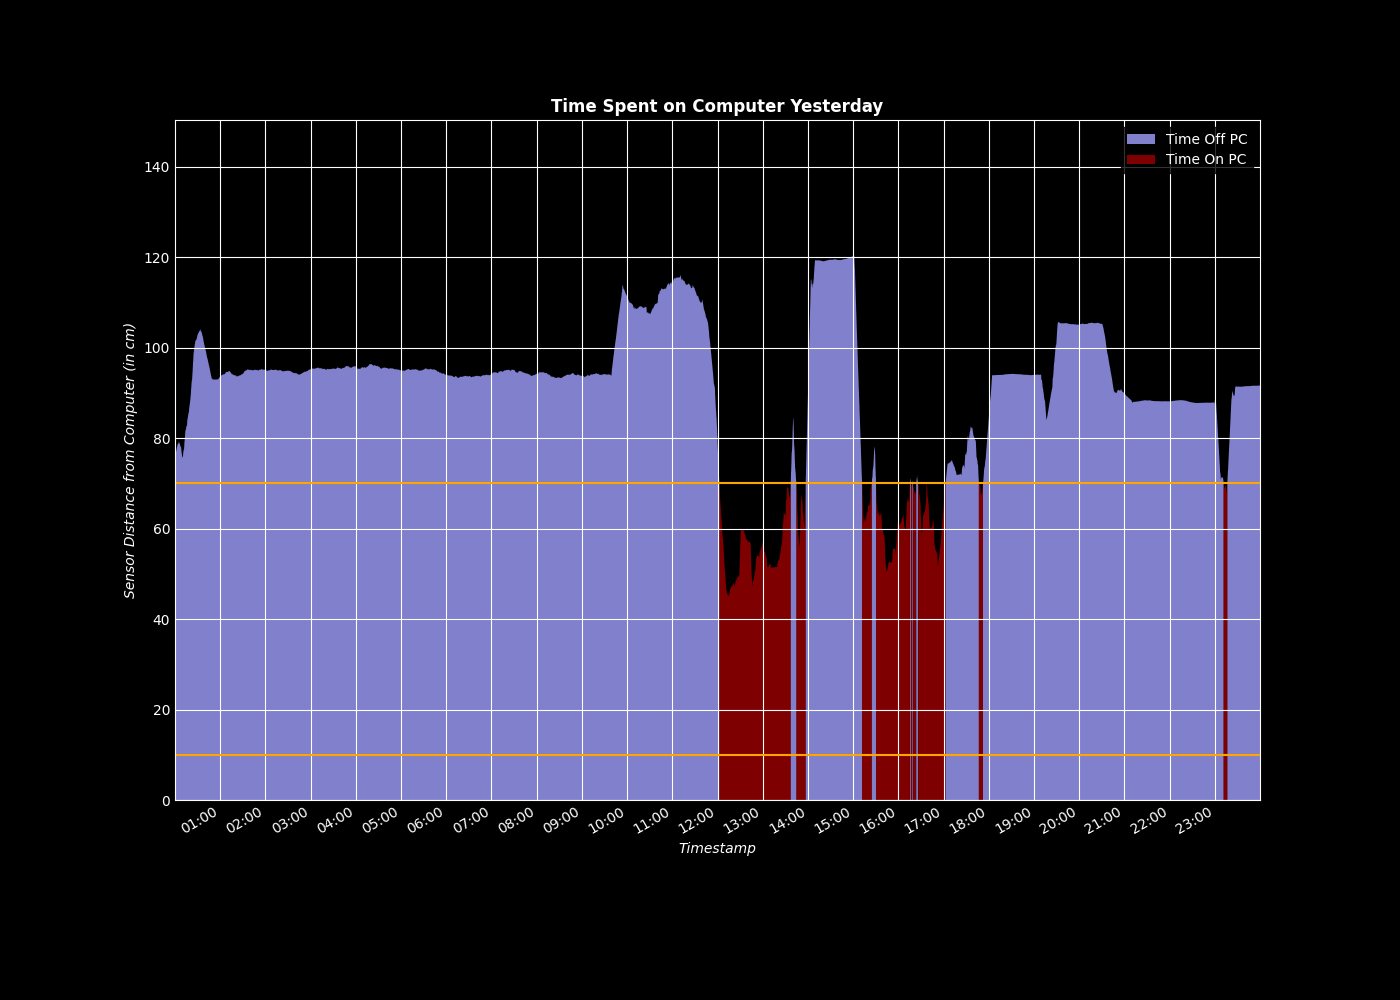 Time Spent on Computer Yesterday
Time Off PC
Time On PC
Sensor Distance from Computer (in cm)
140
120
100
80
60
40
20
0
01:00 02:00 03:00 04:00 05:00 06:00 07:00 08:00 09:00 10:00 11:00 12:00 13:00 14:00 15:00 16:00 17:00 18:00 19:00 20:00 21:00 22:00 23:00
Timestamp